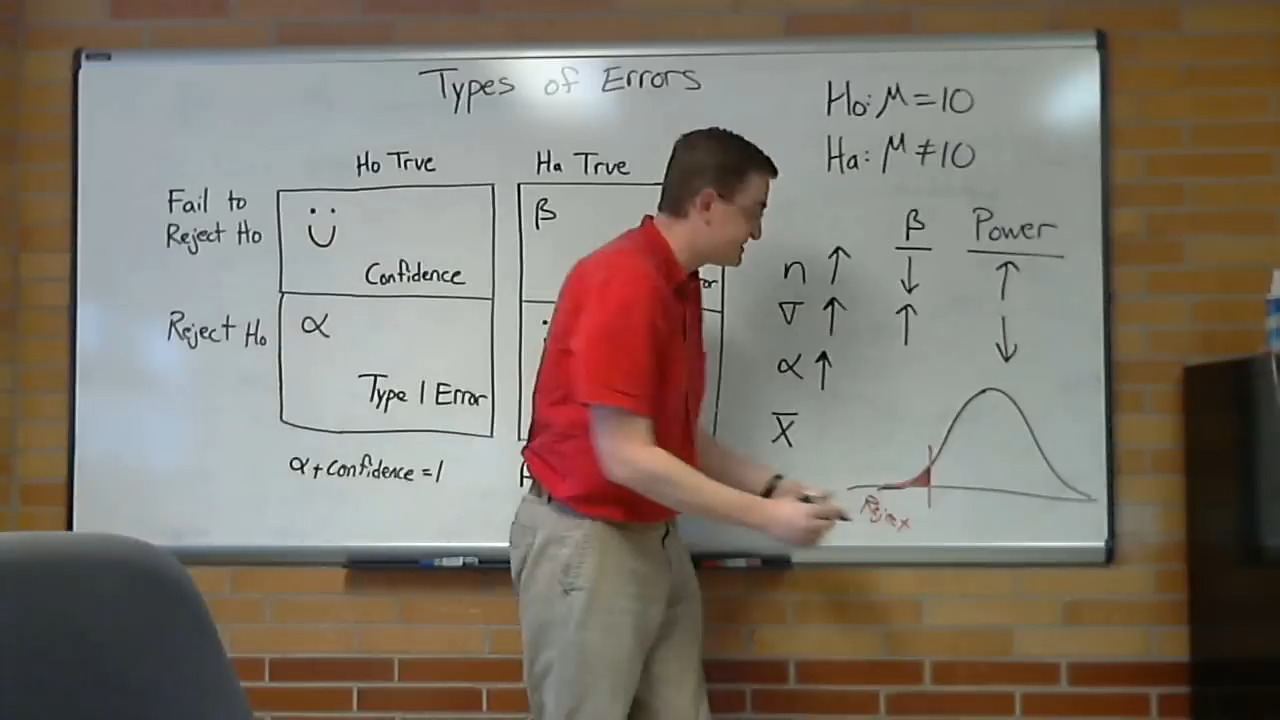 Types of Errors
Ho True
Ha True
Fail to
Reject Ho
Confidence
β
or
Reject Ho
α
Type 1 Error
α + Confidence = 1
Ho: μ = 10
Ha: μ ≠ 10
β Power
n ↑ ↓ ↑
σ ↑ ↑ ↓
α ↑
X̄